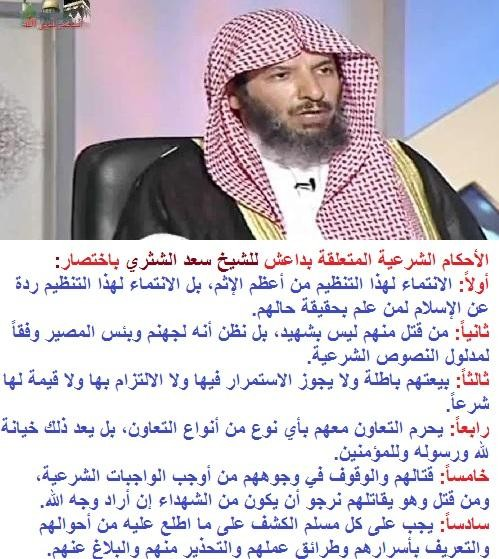 الأحكام الشرعية المتعلقة بداعش للشيخ سعد الشثري باختصار:
أولاً: الانتماء لهذا التنظيم من أعظم الإثم، بل الانتماء لهذا التنظيم ردة
عن الإسلام لمن علم بحقيقة حالهم.
ثانياً: من قتل منهم ليس بشهيد، بل نظن أنه لجهنم وبئس المصير وفقاً
لمدلول النصوص الشرعية.
ثالثاً: بيعتهم باطلة ولا يجوز الاستمرار فيها ولا الالتزام بها ولا قيمة لها
شرعاً.
رابعاً: يحرم التعاون معهم بأي نوع من أنواع التعاون، بل يعد ذلك خيانة
لله ورسوله وللمؤمنين.
خامساً: قتالهم والوقوف في وجوههم من أوجب الواجبات الشرعية،
ومن قتل وهو يقاتلهم نرجو أن يكون من الشهداء إن أراد وجه الله.
سادساً: يجب على كل مسلم الكشف على ما اطلع عليه من أحوالهم
والتعريف بأسرارهم وطرائق عملهم والتحذير منهم والبلاغ عنهم.